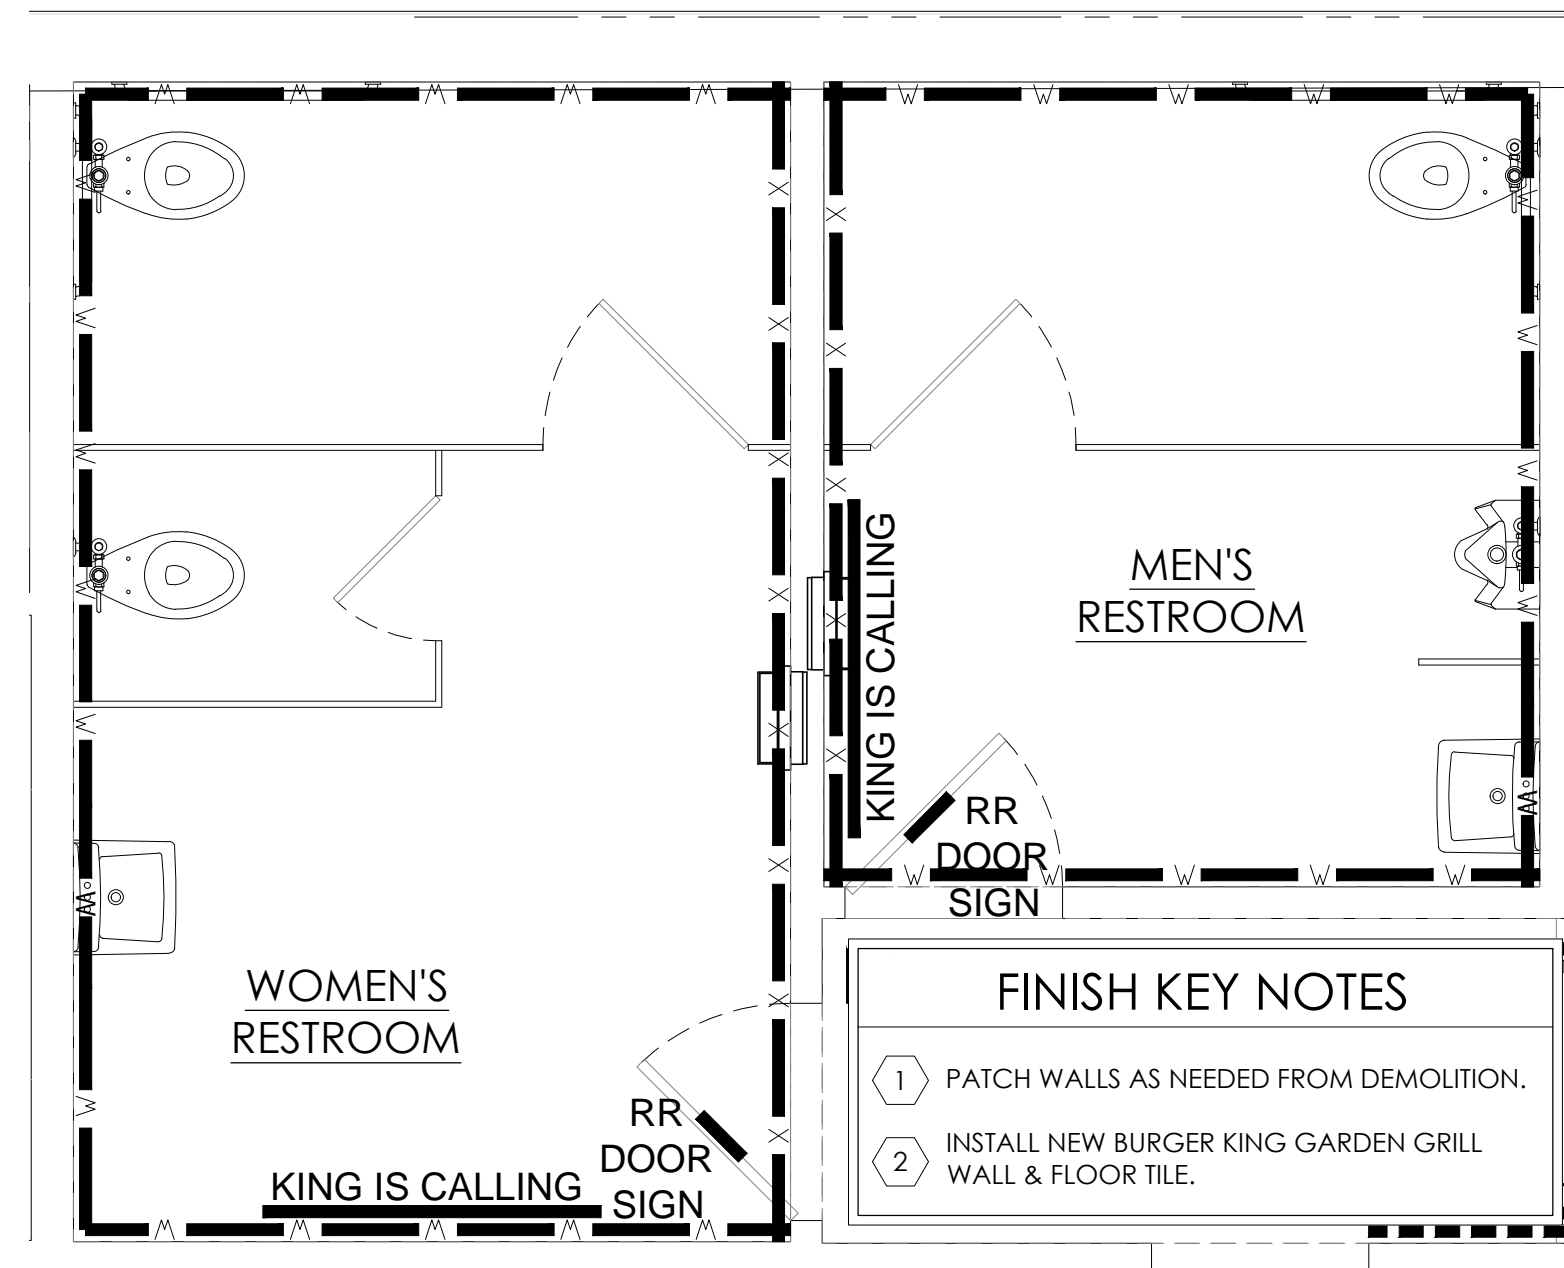 MEN'S
RESTROOM
KING IS CALLING
RR
DOOR
SIGN
WOMEN'S
RESTROOM
RR
DOOR
SIGN
KING IS CALLING
FINISH KEY NOTES
1 PATCH WALLS AS NEEDED FROM DEMOLITION.
2 INSTALL NEW BURGER KING GARDEN GRILL
WALL & FLOOR TILE.